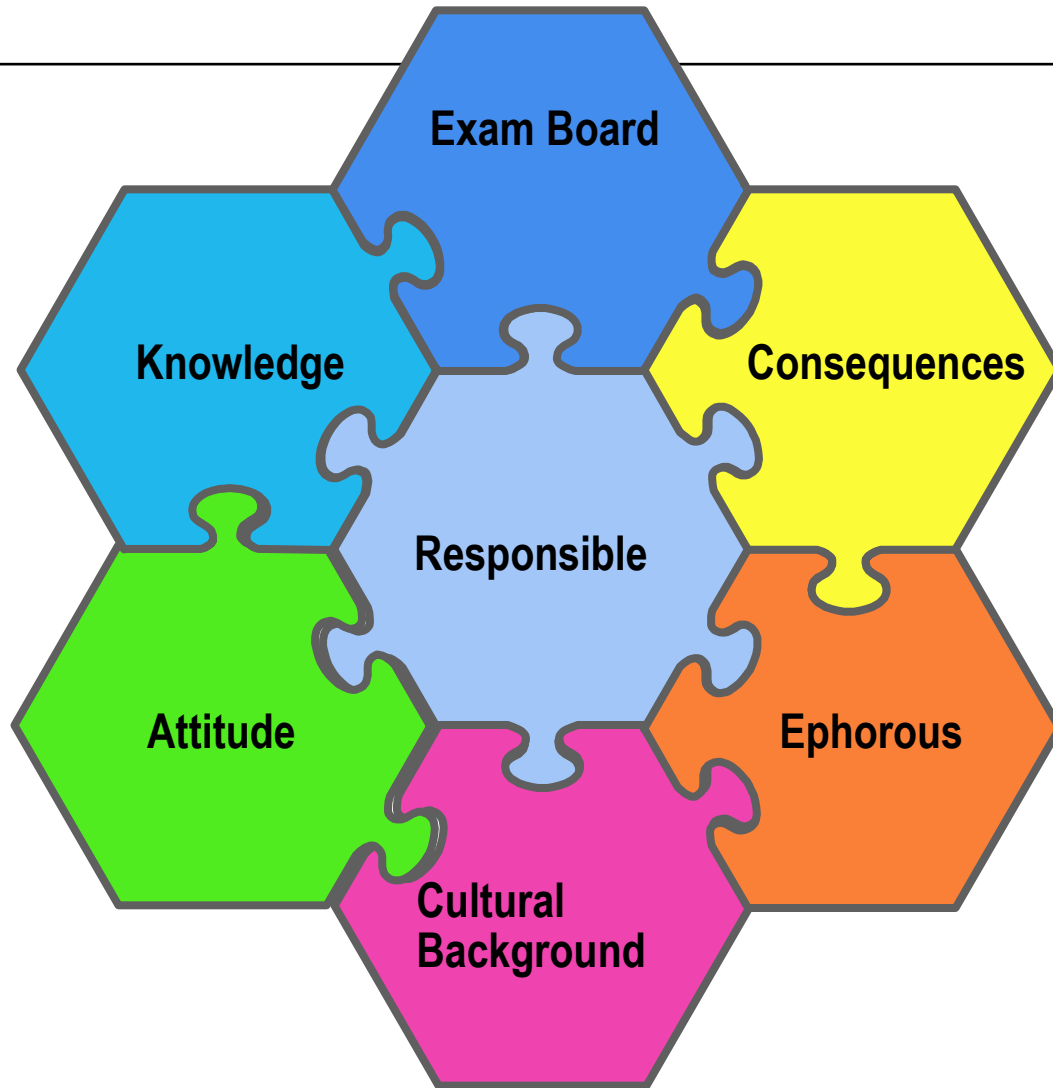 Exam Board
Knowledge
Consequences
Responsible
Attitude
Ephorous
Cultural
Background